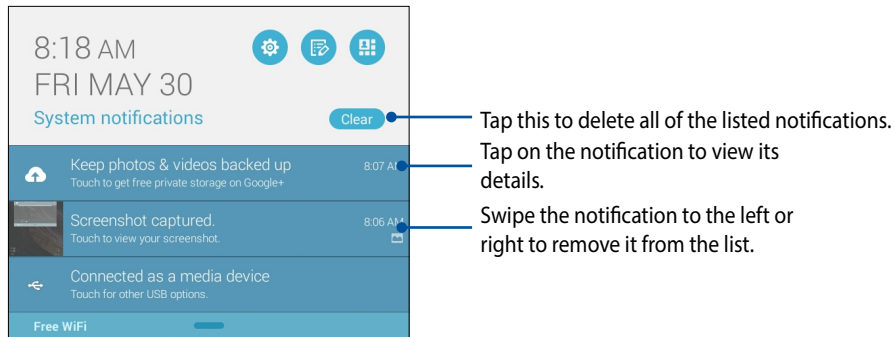 8:18 AM
FRI MAY 30
System notifications
Clear
Tap this to delete all of the listed notifications.
Keep photos & videos backed up
8:07 AM
Touch to get free private storage on Google+
Tap on the notification to view its
details.
Screenshot captured.
8:06 AM
Touch to view your screenshot.
Swipe the notification to the left or
right to remove it from the list.
Connected as a media device
Touch for other USB options.
Free WiFi